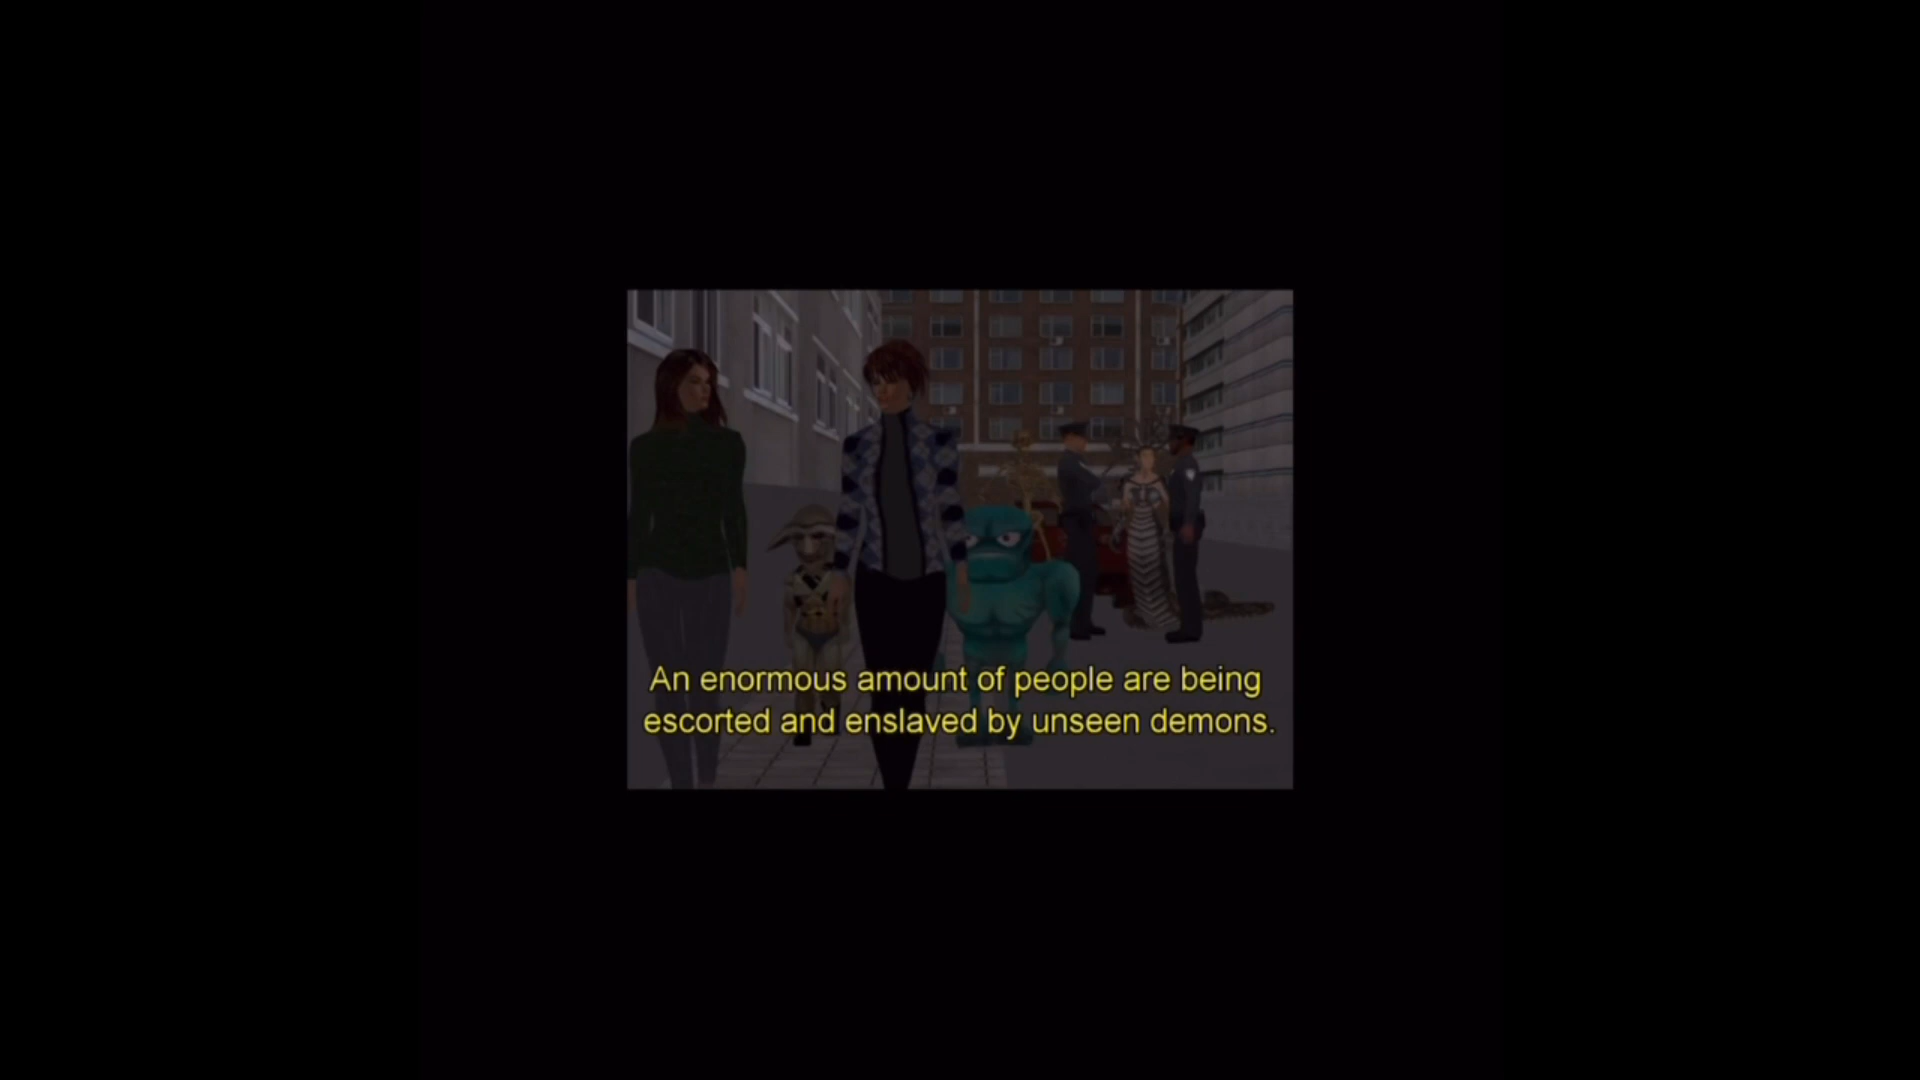 An enormous amount of people are being
escorted and enslaved by unseen demons.